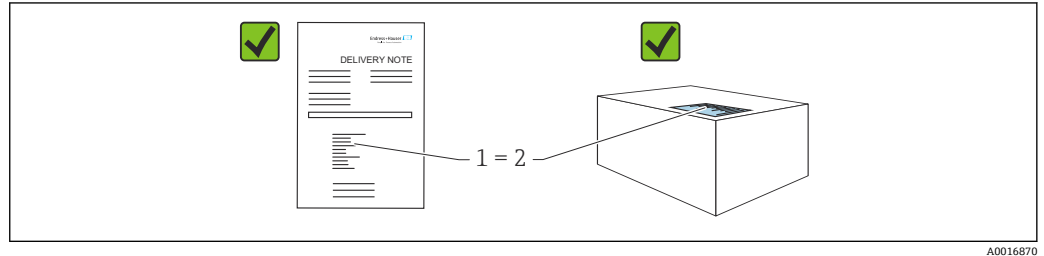 Endress+Hauser
DELIVERY NOTE
1 = 2
A0016870